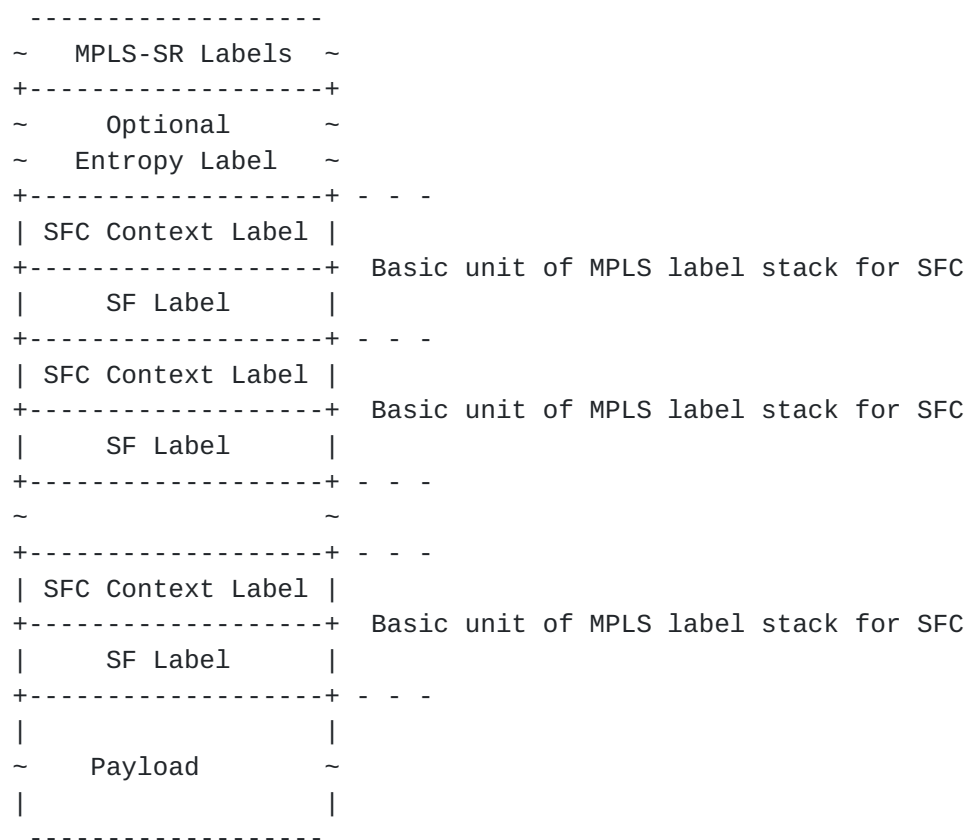 -------------------
~   MPLS-SR Labels  ~
+-------------------+
~      Optional      ~
~   Entropy Label   ~
+-------------------+ - - -
| SFC Context Label |
+-------------------+  Basic unit of MPLS label stack for SFC
|      SF Label      |
+-------------------+ - - -
| SFC Context Label |
+-------------------+  Basic unit of MPLS label stack for SFC
|      SF Label      |
+-------------------+ - - -
~                   ~
+-------------------+ - - -
| SFC Context Label |
+-------------------+  Basic unit of MPLS label stack for SFC
|      SF Label      |
+-------------------+ - - -
|                   |
~     Payload        ~
|                   |
 -------------------